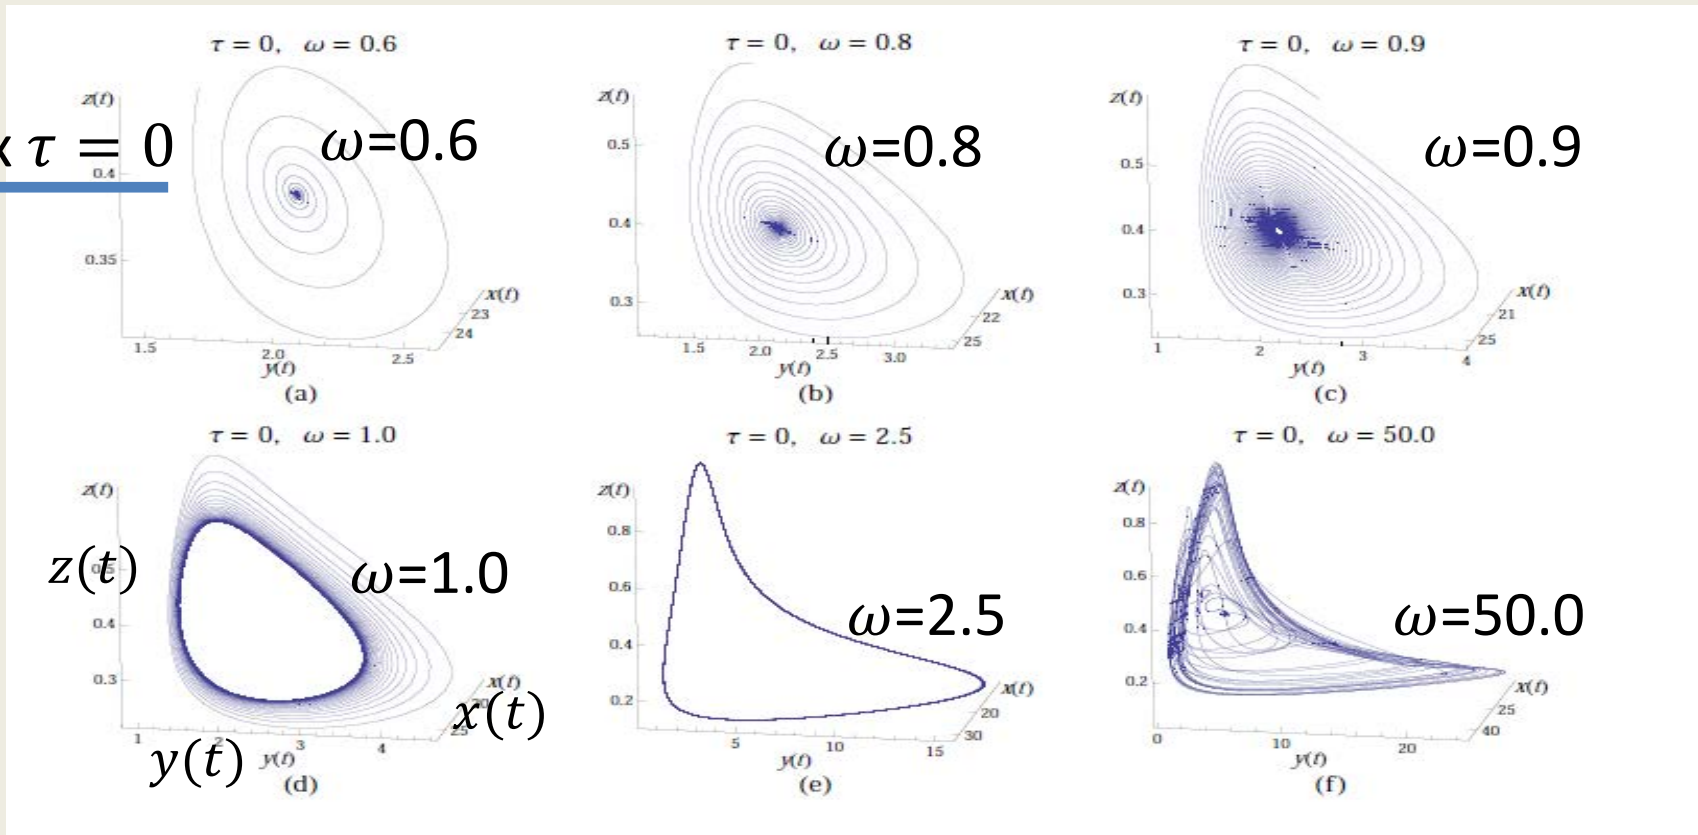 τ = 0, ω = 0.6
τ = 0, ω = 0.8
τ = 0, ω = 0.9
z(t)
0.4
0.35
1.5
2.0
2.5
y(t)
24
23
x(t)
(a)
x τ = 0
ω=0.6
z(t)
0.5
0.4
0.3
1.5
2.0
2.5
3.0
y(t)
25
22
x(t)
(b)
ω=0.8
z(t)
0.5
0.4
0.3
1
2
3
4
y(t)
25
21
x(t)
(c)
ω=0.9
τ = 0, ω = 1.0
τ = 0, ω = 2.5
τ = 0, ω = 50.0
z(t)
0.5
0.4
0.3
1
2
3
4
y(t)
25
x(t)
(d)
z(t)
y(t)
x(t)
ω=1.0
z(t)
0.8
0.6
0.4
0.2
5
10
15
y(t)
30
20
x(t)
(e)
ω=2.5
z(t)
0.8
0.6
0.4
0.2
0
10
20
y(t)
40
25
x(t)
(f)
ω=50.0